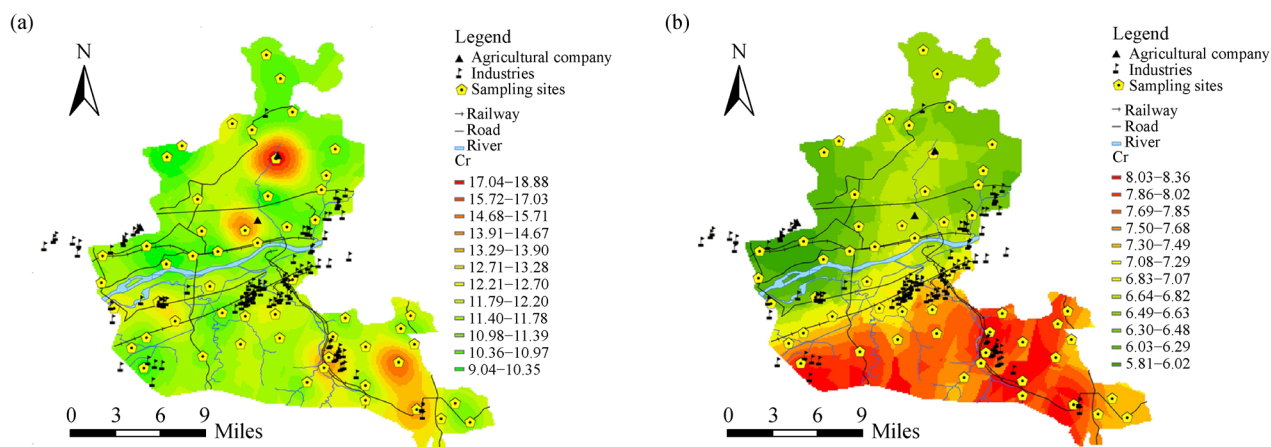 (a)
N
Legend
Agricultural company
Industries
Sampling sites
Railway
Road
River
Cr
17.04−18.88
15.72−17.03
14.68−15.71
13.91−14.67
13.29−13.90
12.71−13.28
12.21−12.70
11.79−12.20
11.40−11.78
10.98−11.39
10.36−10.97
9.04−10.35
0 3 6 9
Miles
(b)
N
Legend
Agricultural company
Industries
Sampling sites
Railway
Road
River
Cr
8.03−8.36
7.86−8.02
7.69−7.85
7.50−7.68
7.30−7.49
7.08−7.29
6.83−7.07
6.64−6.82
6.49−6.63
6.30−6.48
6.03−6.29
5.81−6.02
0 3 6 9
Miles